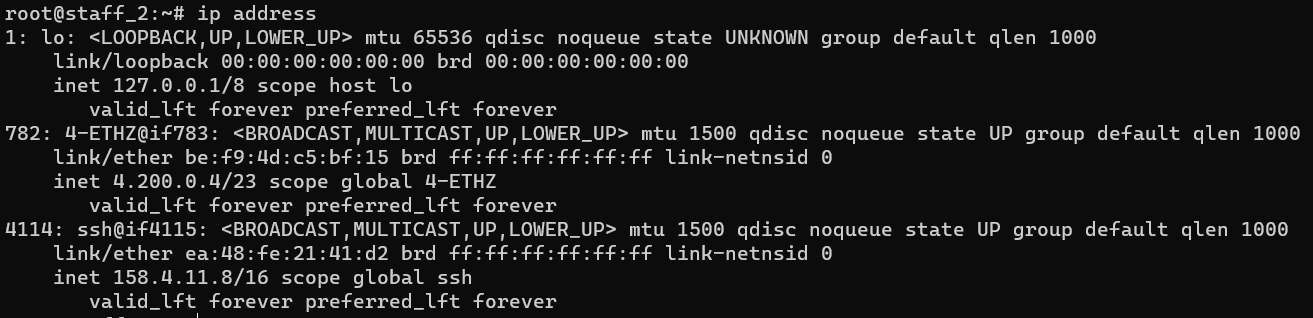 root@staff_2:~# ip address
1: lo: <LOOPBACK,UP,LOWER_UP> mtu 65536 qdisc noqueue state UNKNOWN group default qlen 1000
    link/loopback 00:00:00:00:00:00 brd 00:00:00:00:00:00
    inet 127.0.0.1/8 scope host lo
       valid_lft forever preferred_lft forever
782: 4-ETHZ@if783: <BROADCAST,MULTICAST,UP,LOWER_UP> mtu 1500 qdisc noqueue state UP group default qlen 1000
    link/ether be:f9:4d:c5:bf:15 brd ff:ff:ff:ff:ff:ff link-netnsid 0
    inet 4.200.0.4/23 scope global 4-ETHZ
       valid_lft forever preferred_lft forever
4114: ssh@if4115: <BROADCAST,MULTICAST,UP,LOWER_UP> mtu 1500 qdisc noqueue state UP group default qlen 1000
    link/ether ea:48:fe:21:41:d2 brd ff:ff:ff:ff:ff:ff link-netnsid 0
    inet 158.4.11.8/16 scope global ssh
       valid_lft forever preferred_lft forever